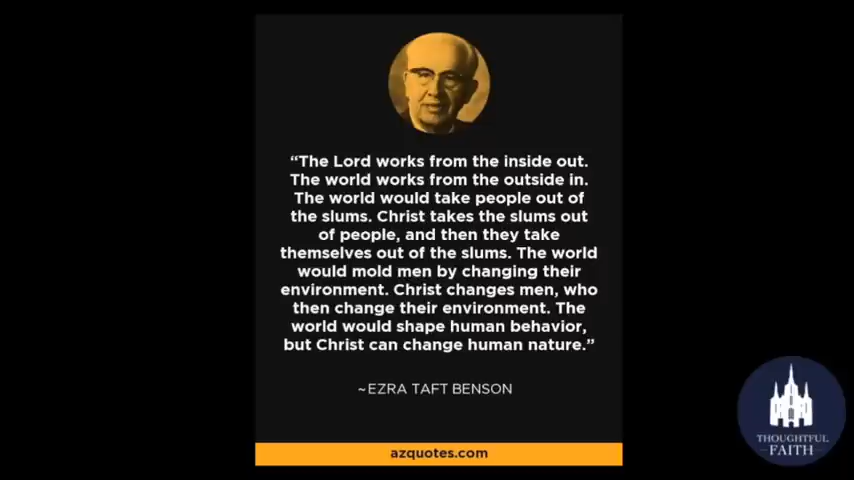 “The Lord works from the inside out.
The world works from the outside in.
The world would take people out of
the slums. Christ takes the slums out
of people, and then they take
themselves out of the slums. The world
would mold men by changing their
environment. Christ changes men, who
then change their environment. The
world would shape human behavior,
but Christ can change human nature.”
~EZRA TAFT BENSON
azquotes.com
THOUGHTFUL
FAITH